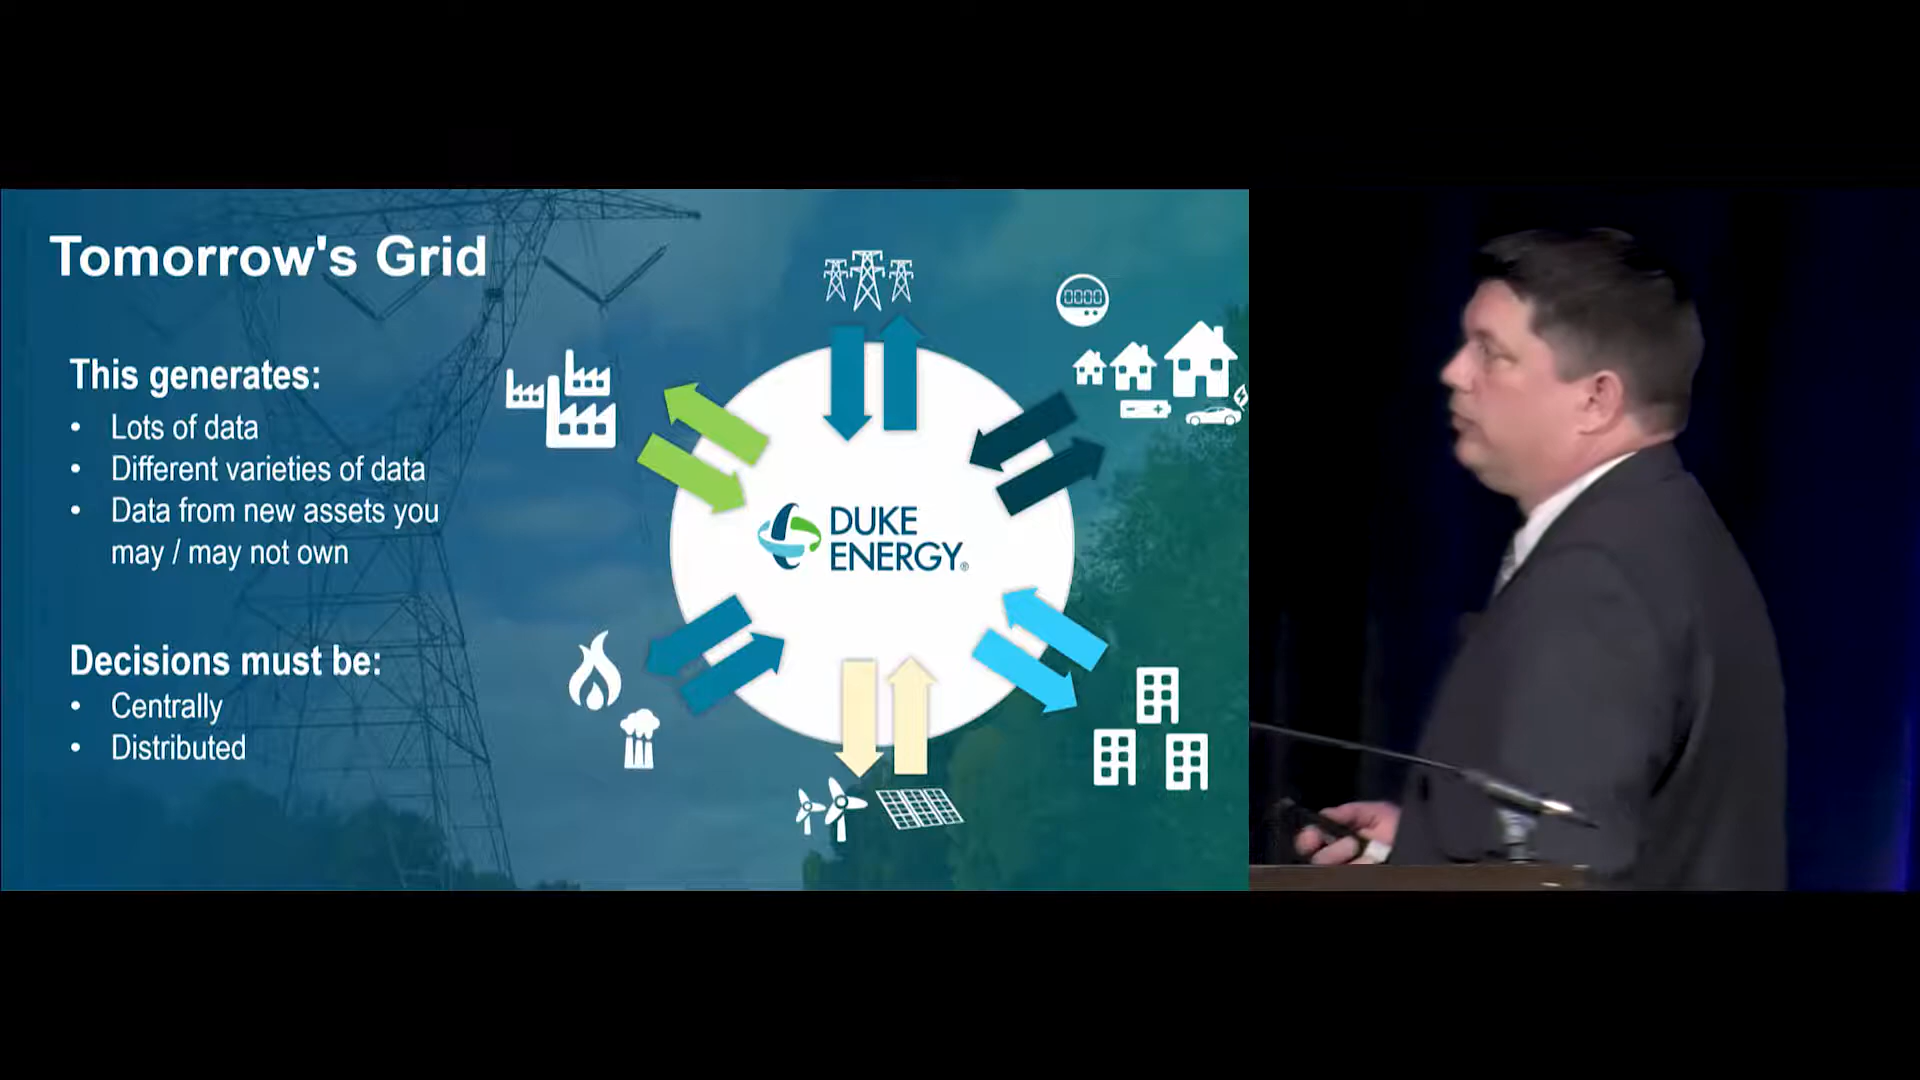 Tomorrow's Grid
This generates:
• Lots of data
• Different varieties of data
• Data from new assets you
may / may not own
Decisions must be:
• Centrally
• Distributed
0000
DUKE
ENERGY®